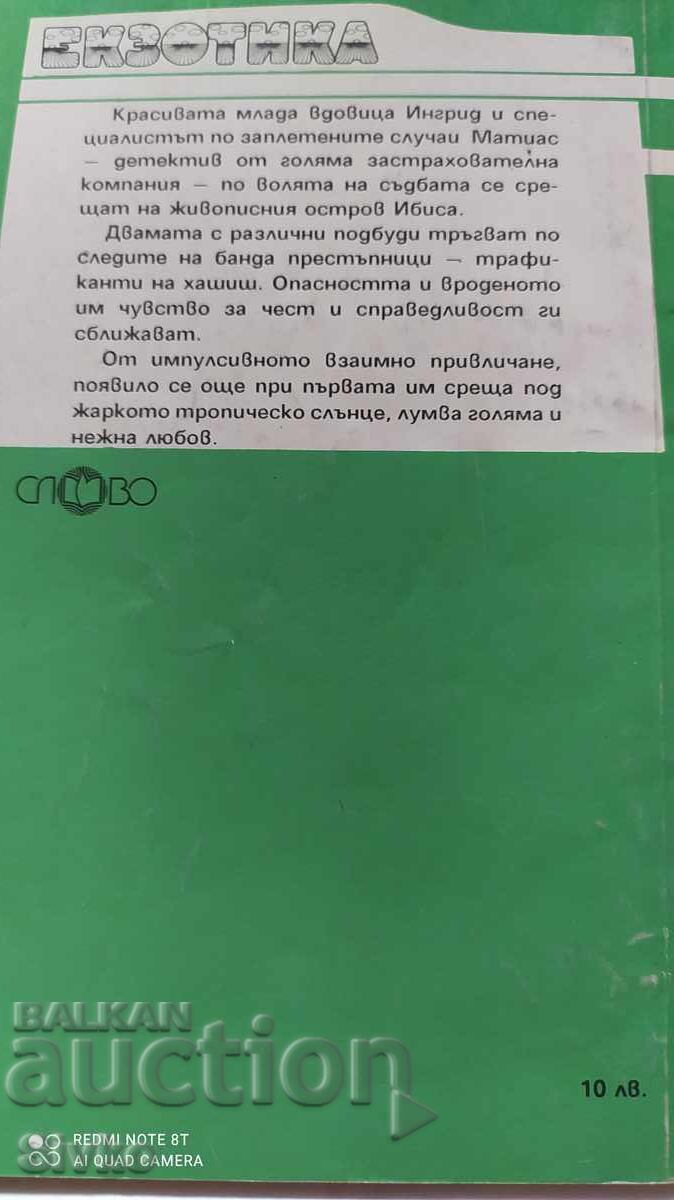 ЕКЗОТИКА
Красивата млада вдовица Ингрид и спе-
циалистът по заплетените случаи Матиас
– детектив от голяма застрахователна
компания – по волята на съдбата се сре-
щат на живописния остров Ибиса.
Двамата с различни подбуди тръгват по
следите на банда престъпници – трафи-
канти на хашиш. Опасността и вроденото
им чувство за чест и справедливост ги
сближават.
От импулсивното взаимно привличане,
появило се още при първата им среща под
жаркото тропическо слънце, лумва голяма и
нежна любов.
СЛОВО
BALKAN
auction
10 лв.
REDMI NOTE 8T
AI QUAD CAMERA